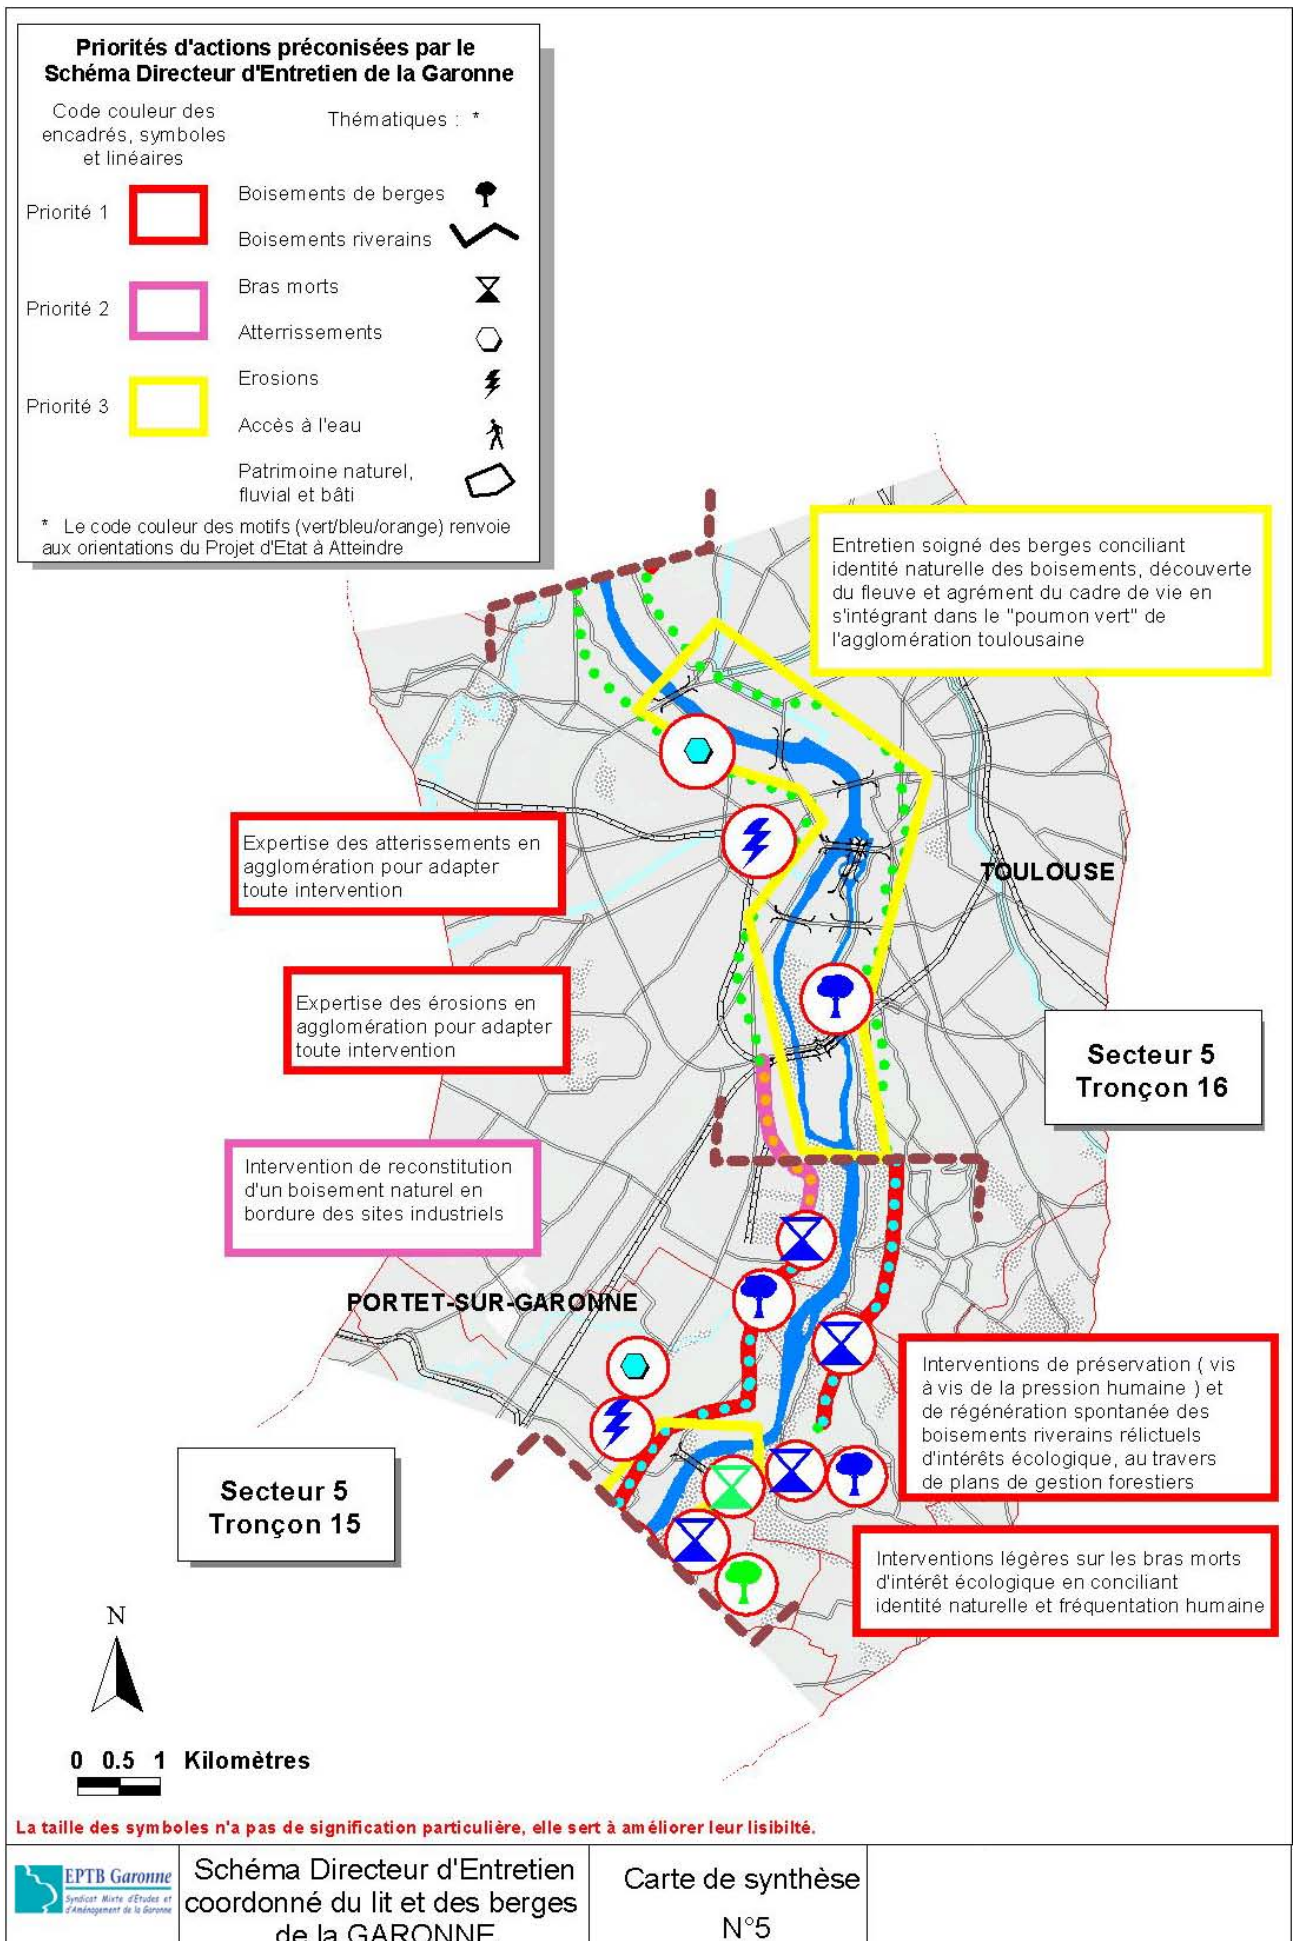 Priorités d'actions préconisées par le
Schéma Directeur d'Entretien de la Garonne
Code couleur des
encadrés, symboles
et linéaires
Thématiques : *
Priorité 1
Priorité 2
Priorité 3
Boisements de berges
Boisements riverains
Bras morts
Atterrissements
Erosions
Accès à l'eau
Patrimoine naturel,
fluvial et bâti
* Le code couleur des motifs (vert/bleu/orange) renvoie
aux orientations du Projet d'Etat à Atteindre
Entretien soigné des berges conciliant
identité naturelle des boisements, découverte
du fleuve et agrément du cadre de vie en
s'intégrant dans le "poumon vert" de
l'agglomération toulousaine
Expertise des atterissements en
agglomération pour adapter
toute intervention
TOULOUSE
Expertise des érosions en
agglomération pour adapter
toute intervention
Secteur 5
Tronçon 16
Intervention de reconstitution
d'un boisement naturel en
bordure des sites industriels
PORTET-SUR-GARONNE
Interventions de préservation ( vis
à vis de la pression humaine ) et
de régénération spontanée des
boisements riverains rélictuels
d'intérêts écologique, au travers
de plans de gestion forestiers
Secteur 5
Tronçon 15
Interventions légères sur les bras morts
d'intérêt écologique en conciliant
identité naturelle et fréquentation humaine
N
0 0.5 1 Kilomètres
La taille des symboles n'a pas de signification particulière, elle sert à améliorer leur lisibilté.
EPTB Garonne
Syndicat Mixte d'Etudes et
d'Aménagement de la Garonne
Schéma Directeur d'Entretien
coordonné du lit et des berges
de la GARONNE
Carte de synthèse
N°5